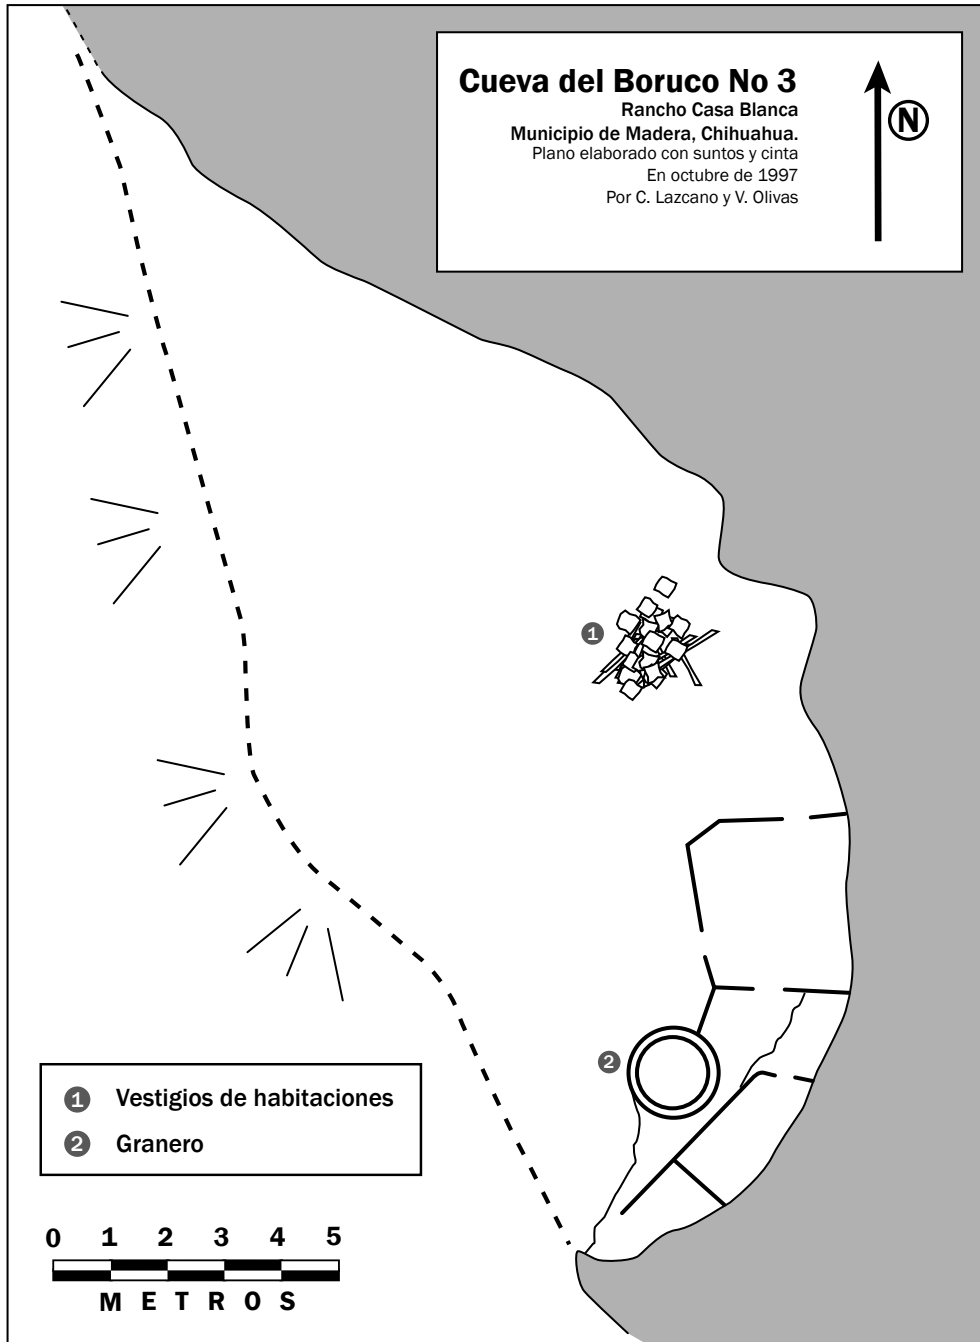 Cueva del Boruco No 3
Rancho Casa Blanca
Municipio de Madera, Chihuahua.
Plano elaborado con suntos y cinta
En octubre de 1997
Por C. Lazcano y V. Olivas
N
1
2
1 Vestigios de habitaciones
2 Granero
0 1 2 3 4 5
METROS